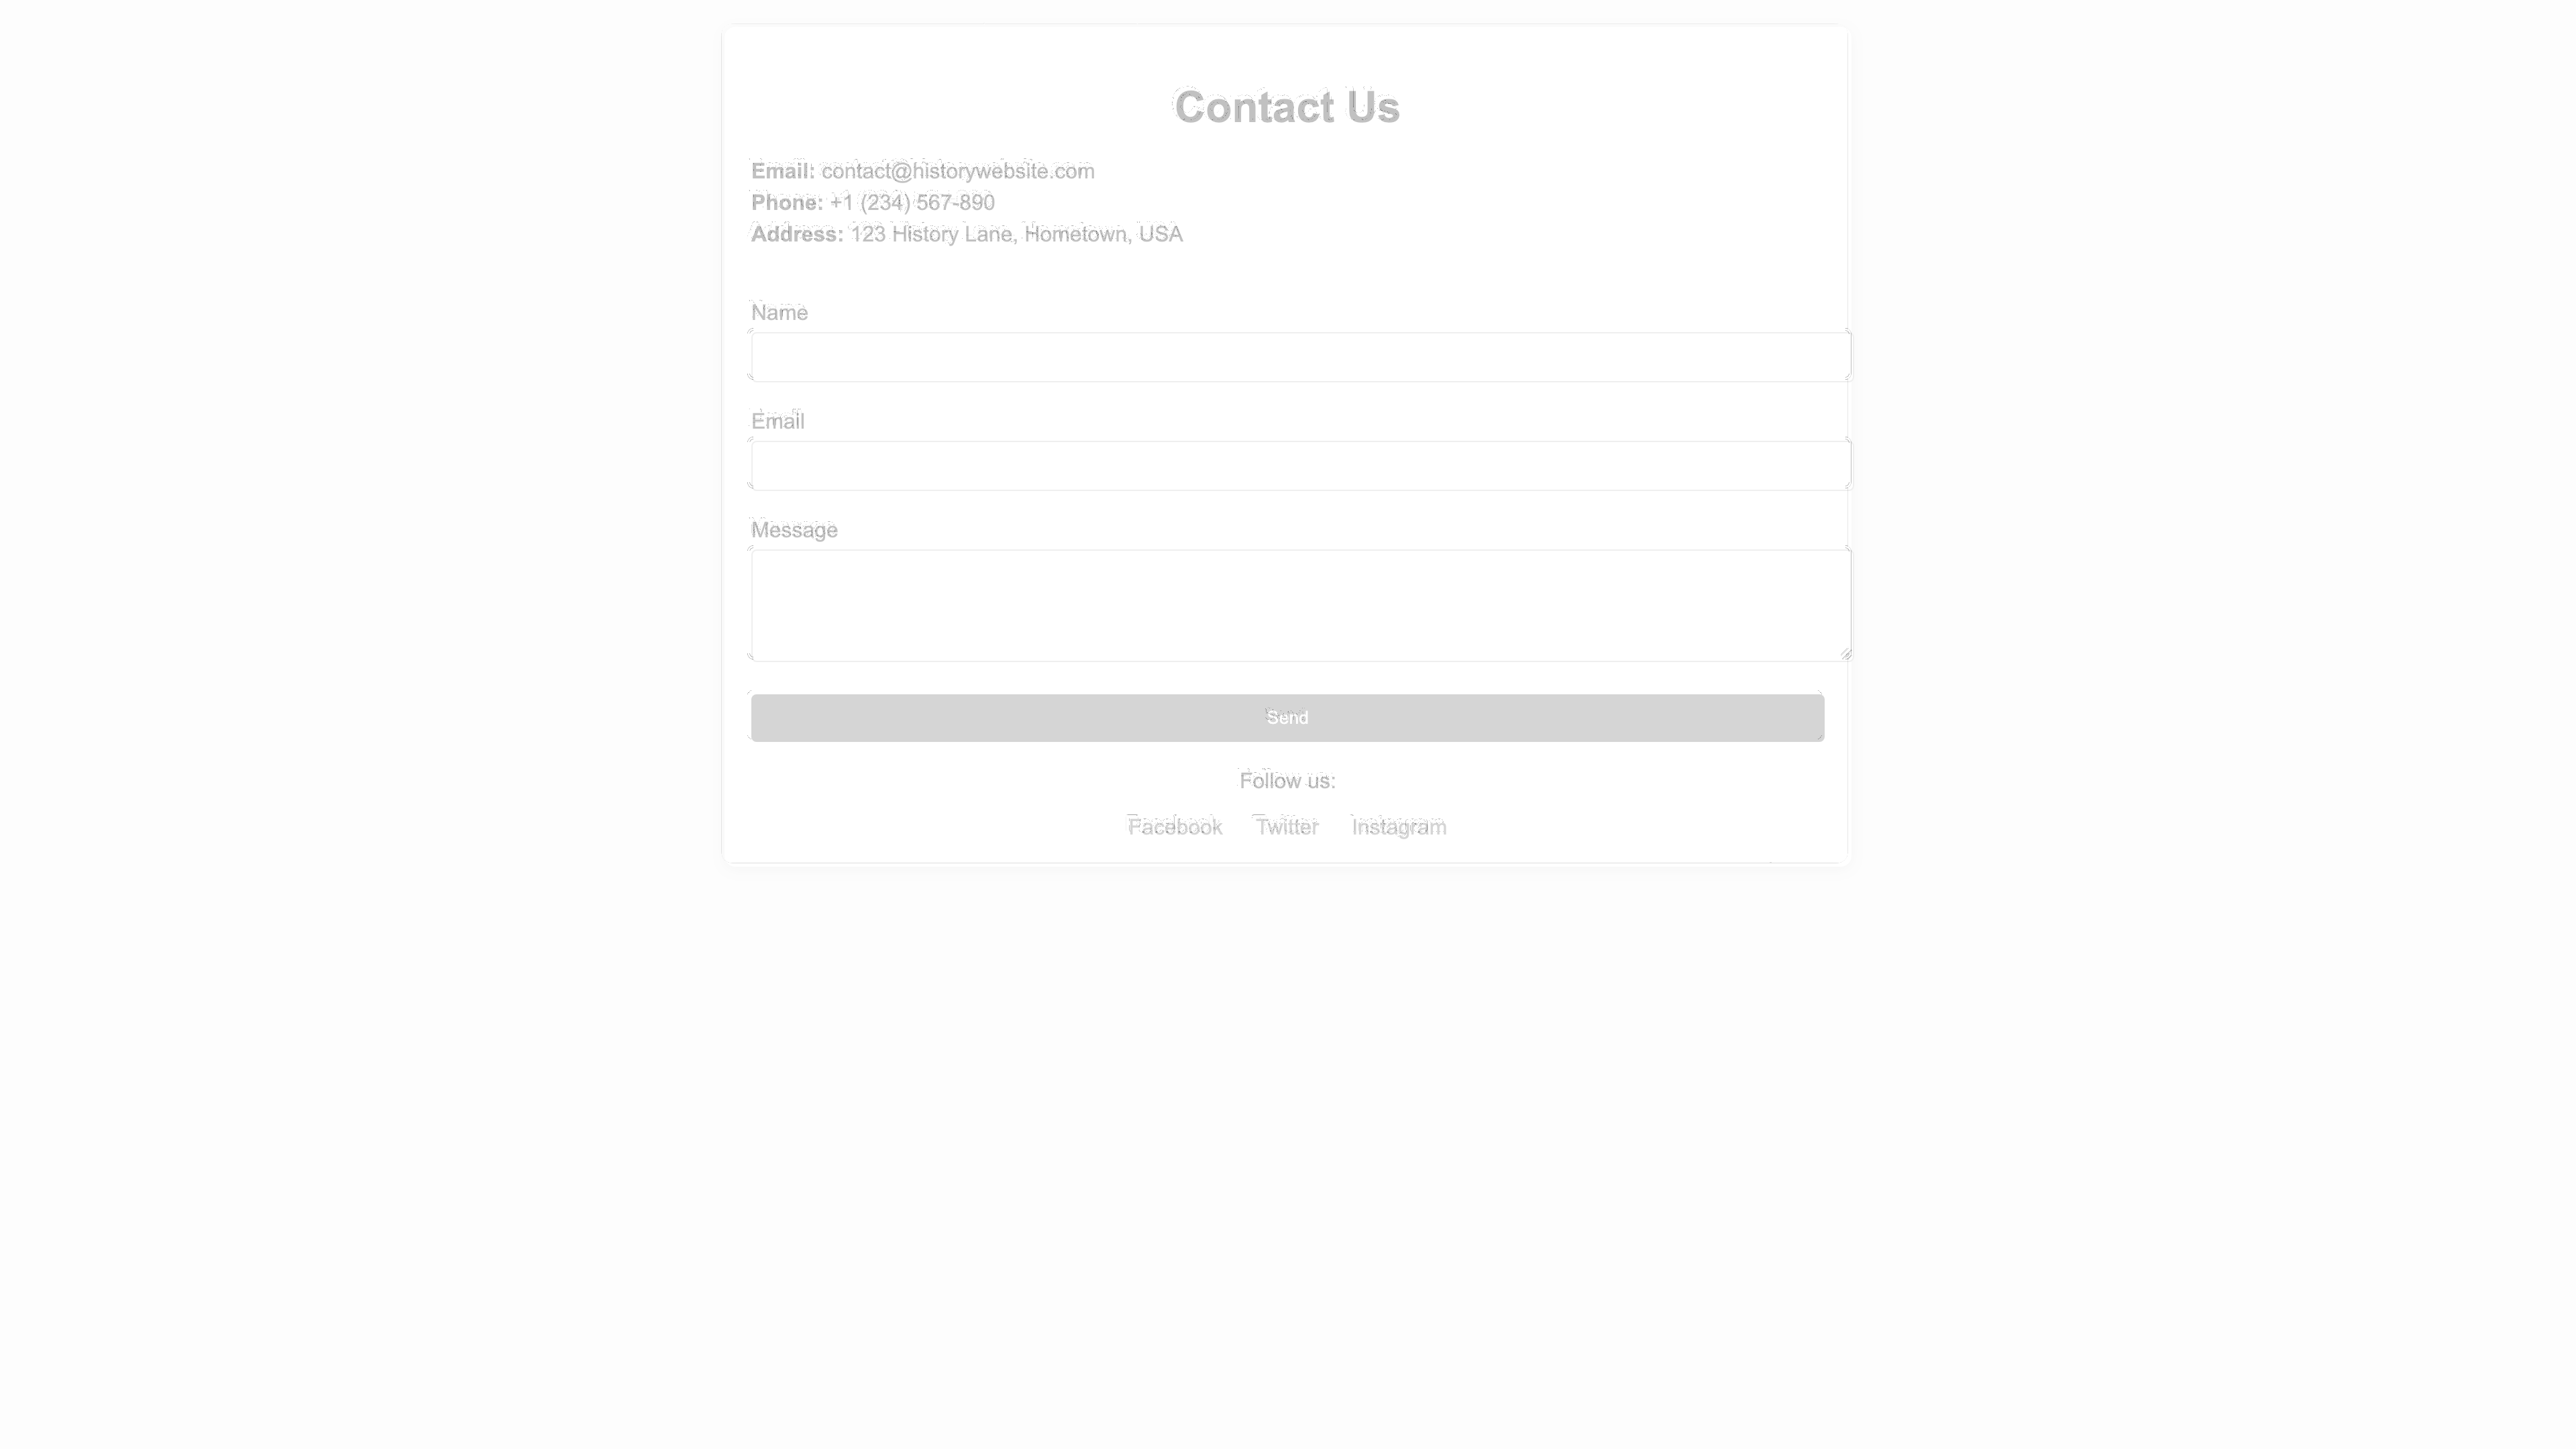 Contact Us
Email: contact@historywebsite.com
Phone: +1 (234) 567-890
Address: 123 History Lane, Hometown, USA
Name
Email
Message
Send
Follow us:
Facebook Twitter Instagram